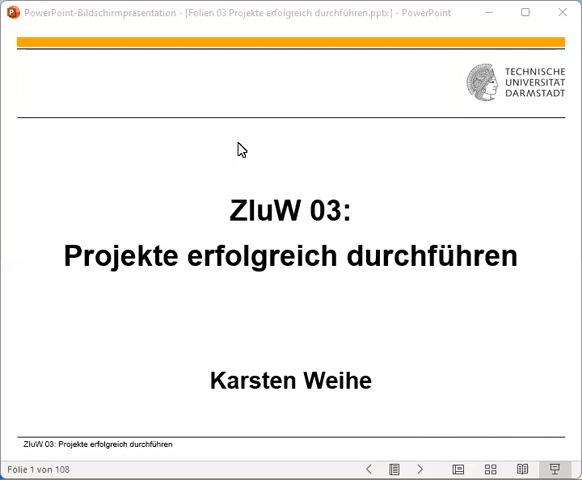 PowerPoint-Bildschirmpräsentation - [Folien 03 Projekte erfolgreich durchführen.pptx] - PowerPoint
TECHNISCHE
UNIVERSITÄT
DARMSTADT
ZIuW 03:
Projekte erfolgreich durchführen
Karsten Weihe
ZIuW 03: Projekte erfolgreich durchführen
Folie 1 von 108